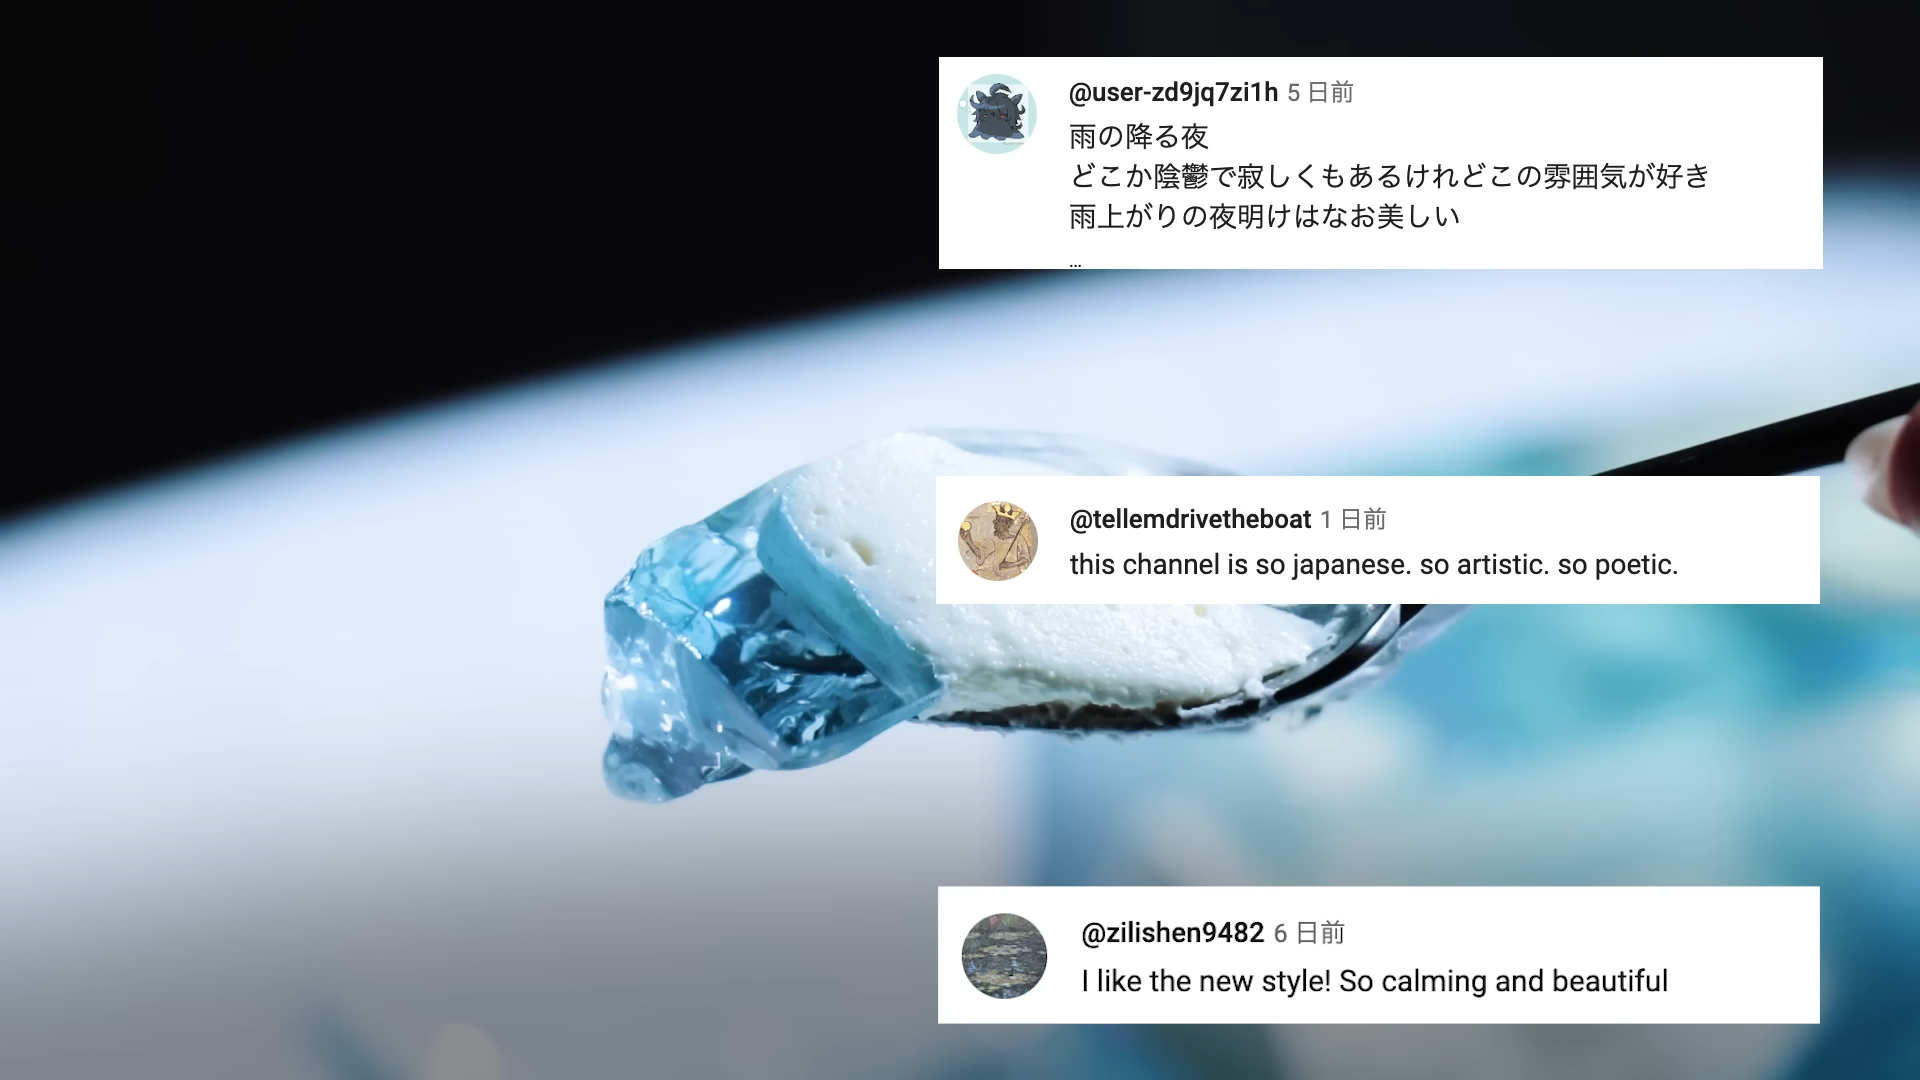 @user-zd9jq7zi1h 5 日前
雨の降る夜
どこか陰鬱で寂しくもあるけれどこの雰囲気が好き
雨上がりの夜明けはなお美しい
...
@tellemdrivetheboat 1 日前
this channel is so japanese. so artistic. so poetic.
@zilishen9482 6 日前
I like the new style! So calming and beautiful